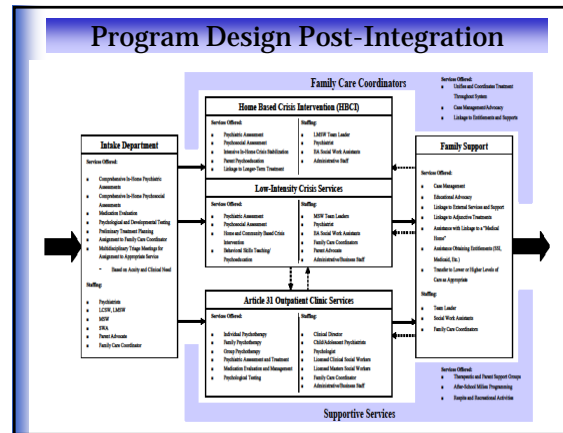 Program Design Post-Integration
Family Care Coordinators
Services Offered:
Unifies and Coordinates Treatment
Throughout System
Case Management/Advocacy
Linkage to Entitlements and Supports
Home Based Crisis Intervention (HBCI)
Services Offered:
Psychiatric Assessment
Psychosocial Assessment
Intensive In-Home Crisis Stabilization
Parent Psychoeducation
Linkage to Longer-Term Treatment
Staffing:
LMSW Team Leader
Psychiatrist
BA Social Work Assistants
Administrative Staff
Intake Department
Services Offered:
Comprehensive In-Home Psychiatric
Assessments
Comprehensive In-Home Psychosocial
Assessments
Medication Evaluation
Psychological and Developmental Testing
Preliminary Treatment Planning
Assignment to Family Care Coordinator
Multidisciplinary Triage Meetings for
Assignment to Appropriate Service
- Based on Acuity and Clinical Need
Staffing:
Psychiatrists
LCSW, LMSW
MSW
SWA
Parent Advocate
Family Care Coordinator
Low-Intensity Crisis Services
Services Offered:
Psychiatric Assessment
Psychosocial Assessment
Home and Community Based Crisis
Intervention
Behavioral Skills Teaching/
Psychoeducation
Staffing:
MSW Team Leaders
Psychiatrist
BA Social Work Assistants
Family Care Coordinators
Parent Advocate
Administrative/Business Staff
Article 31 Outpatient Clinic Services
Services Offered:
Individual Psychotherapy
Family Psychotherapy
Group Psychotherapy
Psychiatric Assessment and Treatment
Medication Evaluation and Management
Psychological Testing
Staffing:
Clinical Director
Child/Adolescent Psychiatrists
Psychologist
Licensed Clinical Social Workers
Licensed Masters Social Workers
Family Care Coordinator
Administrative/Business Staff
Family Support
Services Offered:
Care Management
Educational Advocacy
Linkage to External Services and Support
Linkage to Adjunctive Treatments
Assistance with Linkage to a "Medical
Home"
Assistance Obtaining Entitlements (SSI,
Medicaid, Etc.)
Transfer to Lower or Higher Levels of
Care as Appropriate
Staffing:
Team Leader
Social Work Assistants
Family Care Coordinators
Services Offered:
Therapeutic and Parent Support Groups
After-School Milieu Programming
Respite and Recreational Activities
Supportive Services